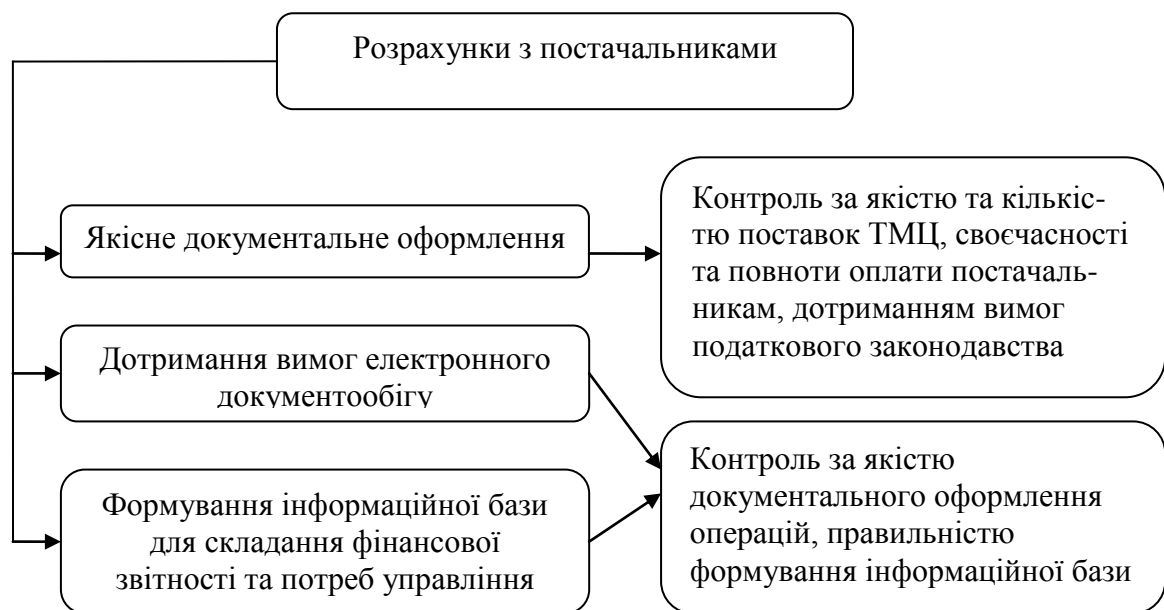 Розрахунки з постачальниками
Якісне документальне оформлення
Контроль за якістю та кількіс-
тю поставок ТМЦ, своєчасності
та повноти оплати постачаль-
никам, дотриманням вимог
податкового законодавства
Дотримання вимог електронного
документообігу
Формування інформаційної бази
для складання фінансової
звітності та потреб управління
Контроль за якістю
документального оформлення
операцій, правильністю
формування інформаційної бази